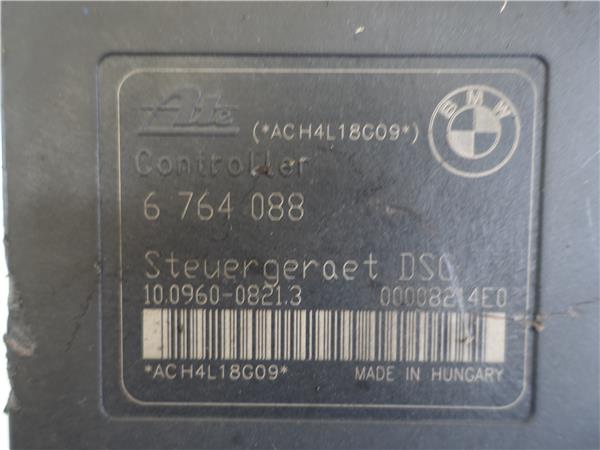 Ate (*ACH4L18G09*) BMW
Controller
6 764 088
Steuergeraet DSC
10.0960-0821.3 00008214E0
*ACH4L18G09* MADE IN HUNGARY